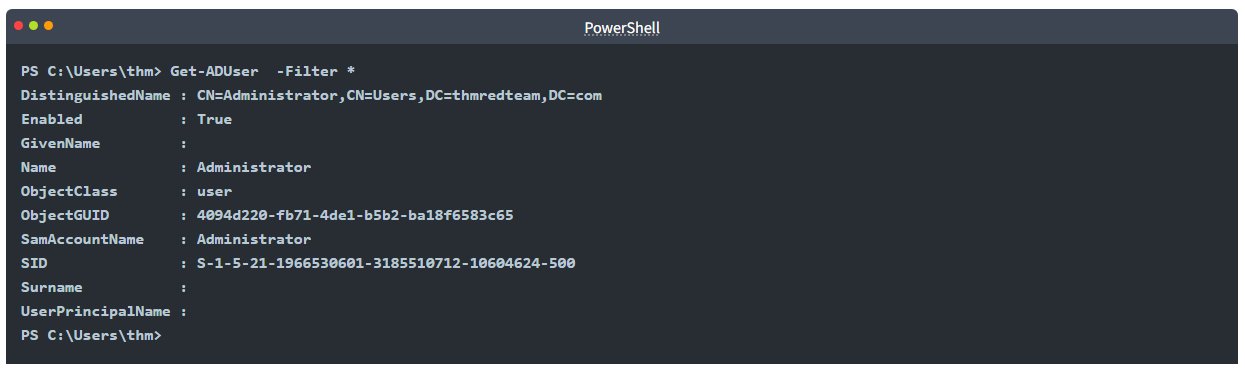 PowerShell
PS C:\Users\thm> Get-ADUser  -Filter *
DistinguishedName : CN=Administrator,CN=Users,DC=thmredteam,DC=com
Enabled           : True
GivenName         :
Name              : Administrator
ObjectClass       : user
ObjectGUID        : 4094d220-fb71-4de1-b5b2-ba18f6583c65
SamAccountName    : Administrator
SID               : S-1-5-21-1966530601-3185510712-10604624-500
Surname           :
UserPrincipalName :
PS C:\Users\thm>